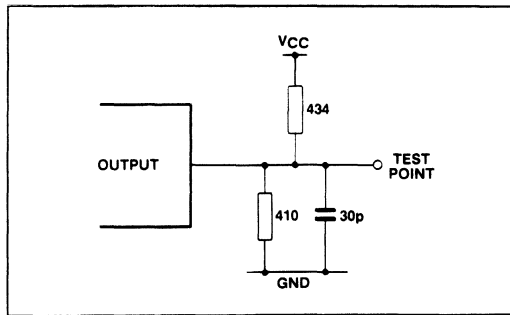 VCC
434
OUTPUT
TEST
POINT
410
30p
GND